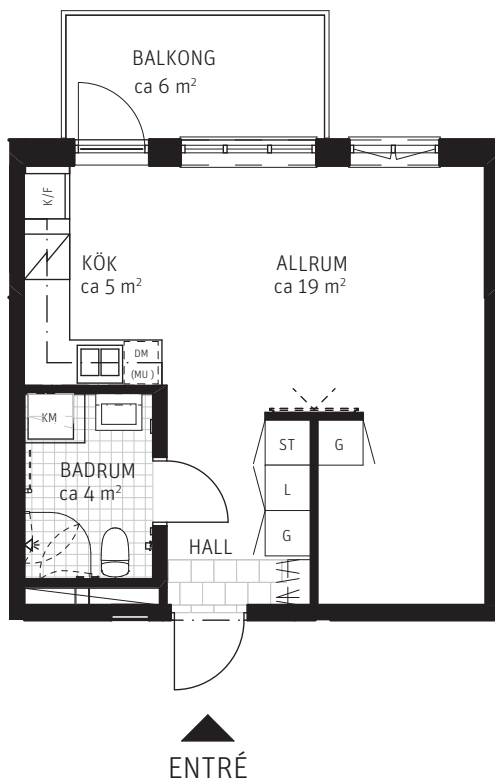 BALKONG
ca 6 m²
K/F
KÖK
ca 5 m²
ALLRUM
ca 19 m²
DM
(MU)
KM
BADRUM
ca 4 m²
ST
G
L
G
HALL
ENTRÉ